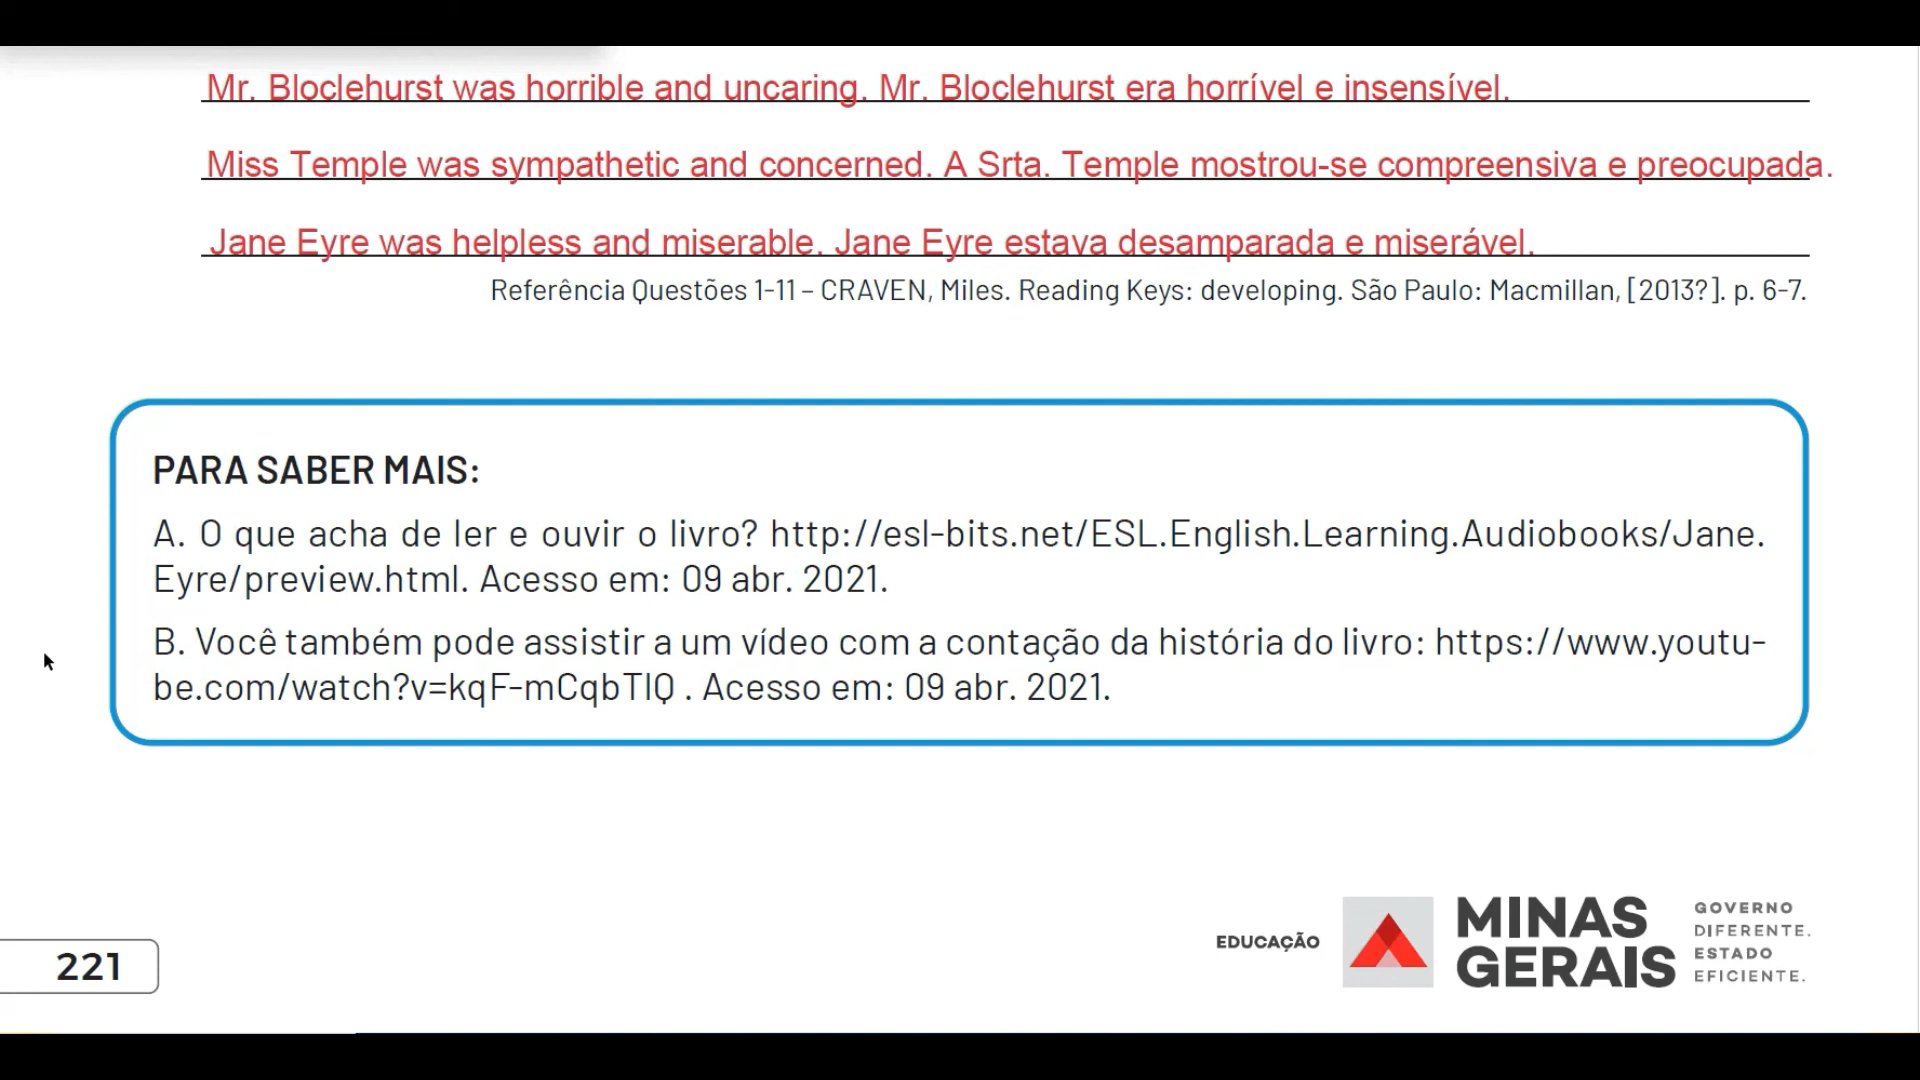 Mr. Bloclehurst was horrible and uncaring. Mr. Bloclehurst era horrível e insensível.
Miss Temple was sympathetic and concerned. A Srta. Temple mostrou-se compreensiva e preocupada.
Jane Eyre was helpless and miserable. Jane Eyre estava desamparada e miserável.
Referência Questões 1-11 – CRAVEN, Miles. Reading Keys: developing. São Paulo: Macmillan, [2013?]. p. 6-7.
PARA SABER MAIS:
A. O que acha de ler e ouvir o livro? http://esl-bits.net/ESL.English.Learning.Audiobooks/Jane.
Eyre/preview.html. Acesso em: 09 abr. 2021.
B. Você também pode assistir a um vídeo com a contação da história do livro: https://www.youtu-
be.com/watch?v=kqF-mCqbTIQ . Acesso em: 09 abr. 2021.
221
EDUCAÇÃO
MINAS
GERAIS
GOVERNO
DIFERENTE.
ESTADO
EFICIENTE.